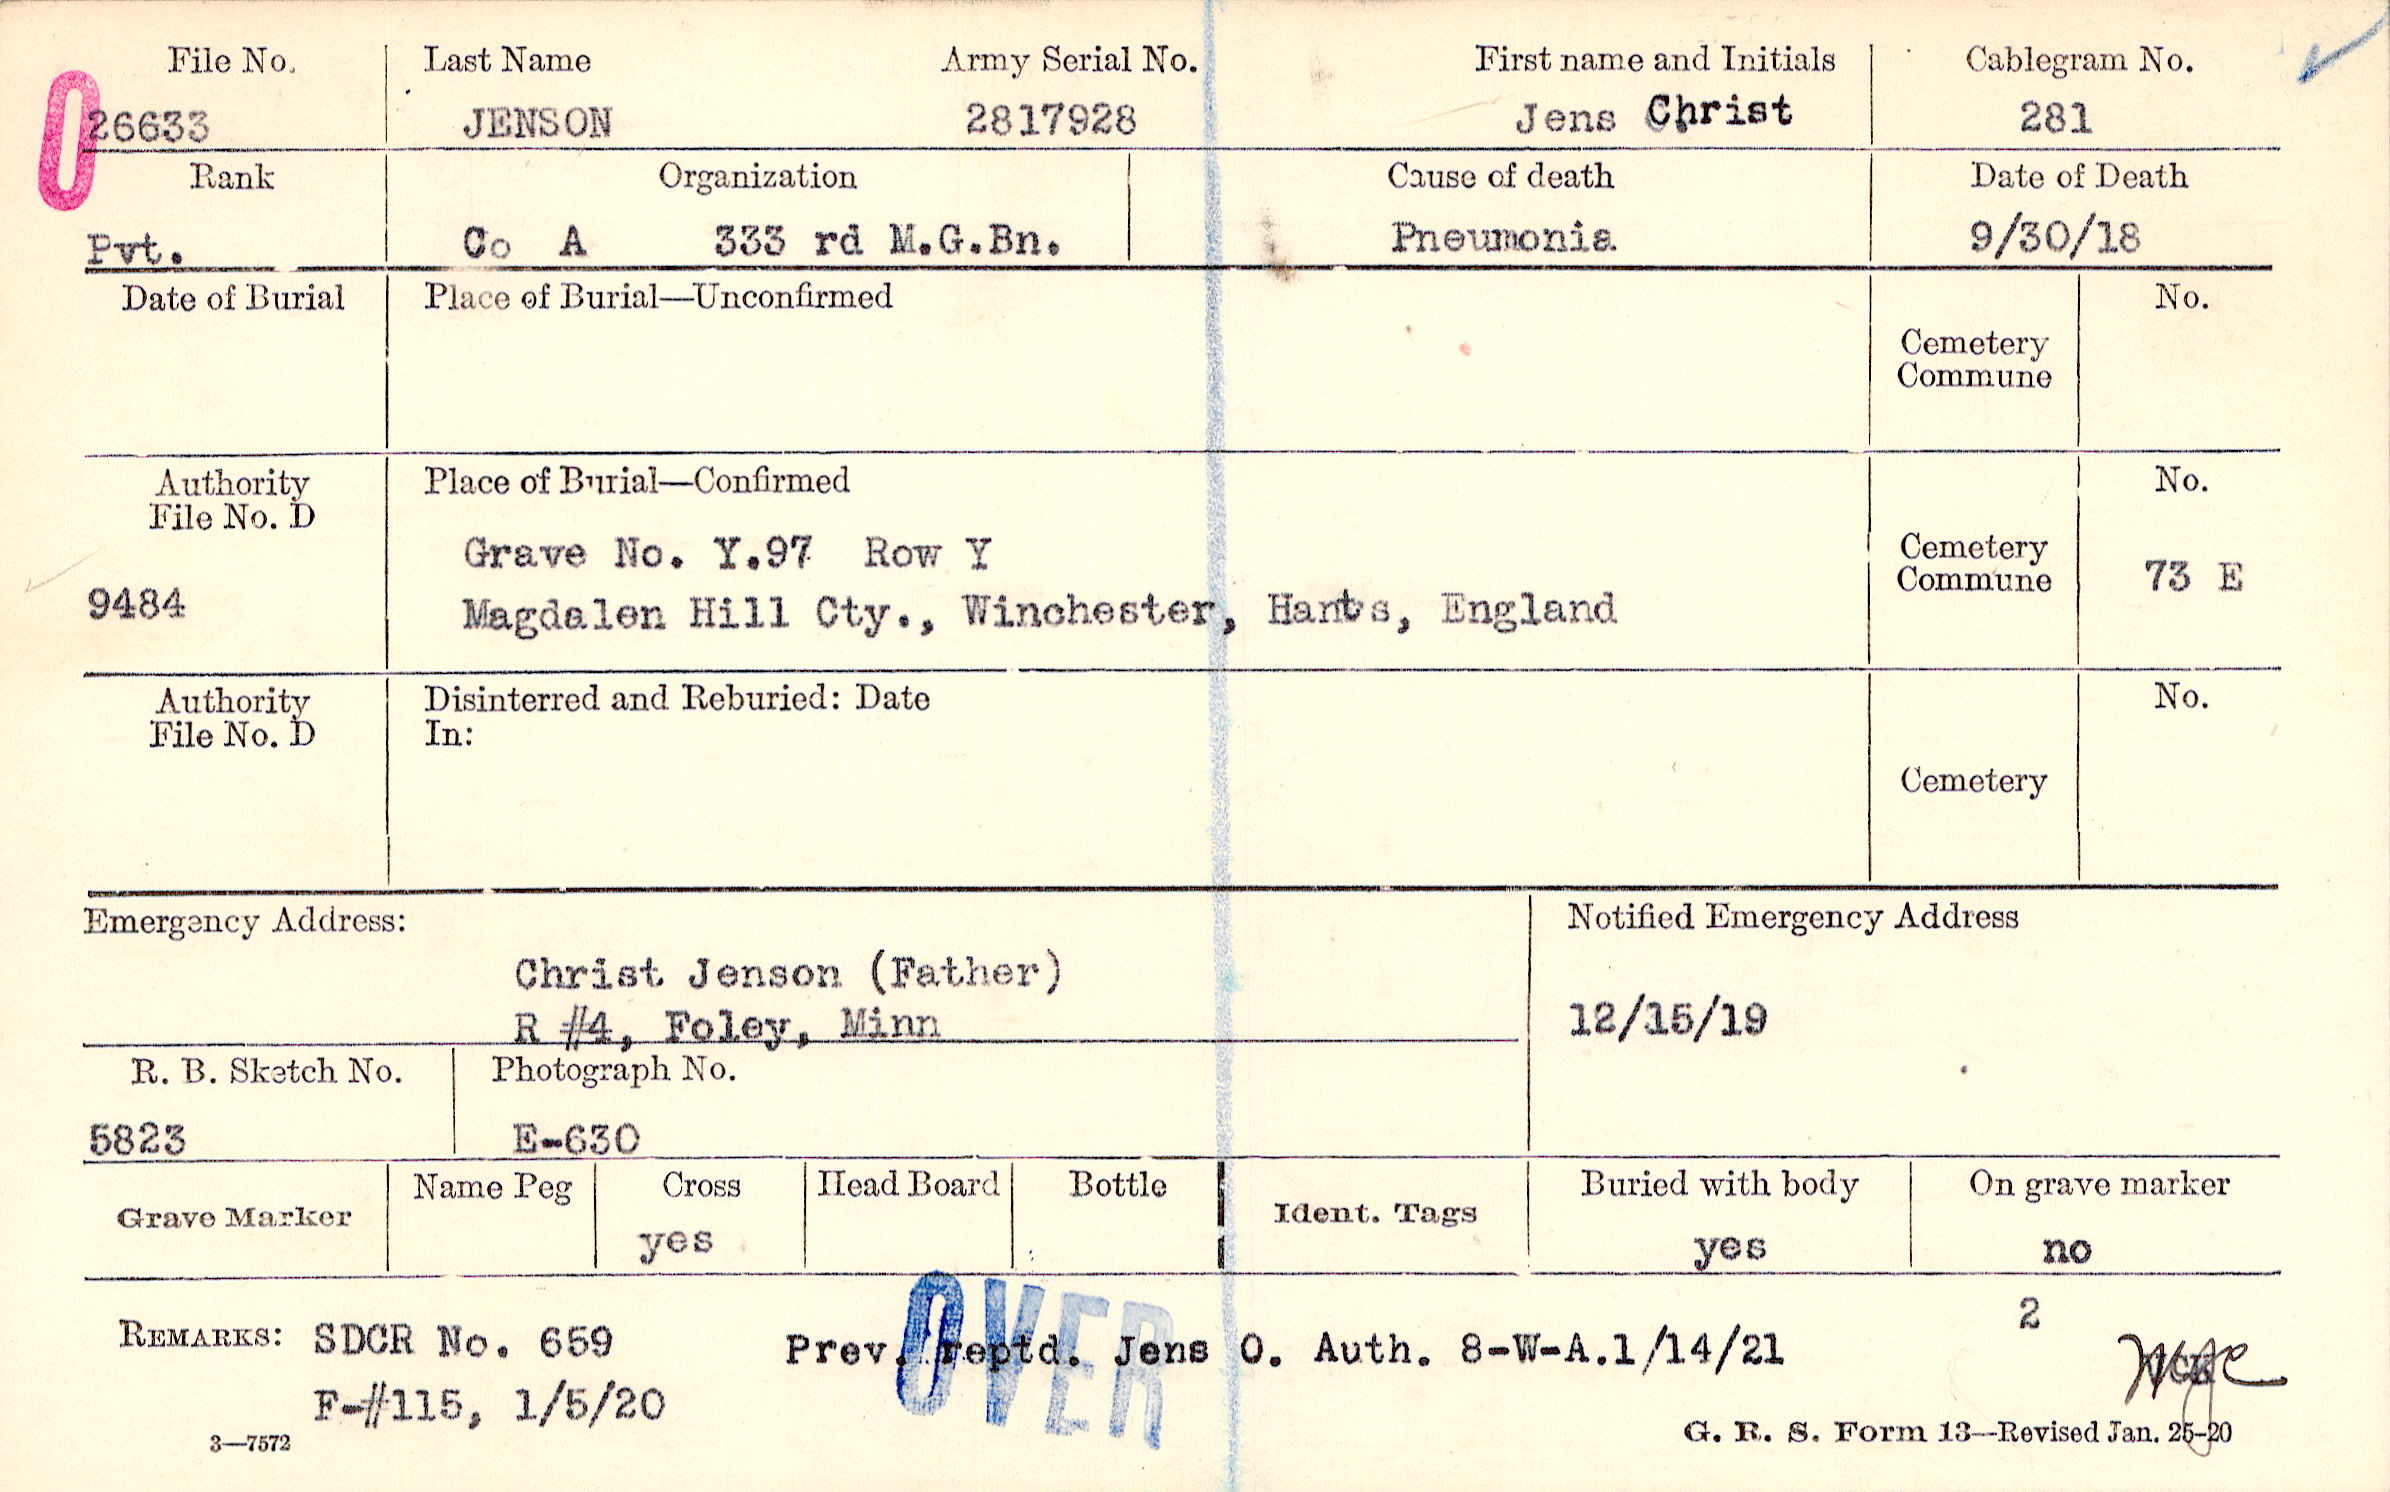 File No. Last Name Army Serial No. First name and Initials Cablegram No.
26633 JENSON 2817928 Jens Christ 281
Rank Organization Cause of death Date of Death
Pvt. Co A 333 rd M.G.Bn. Pneumonia 9/30/18
Date of Burial Place of Burial—Unconfirmed No.
Cemetery
Commune
Authority Place of Burial—Confirmed No.
File No. D
Grave No. Y.97 Row Y Cemetery
Commune 73 E
9484 Magdalen Hill Cty., Winchester, Hants, England
Authority Disinterred and Reburied: Date No.
File No. D In:
Cemetery
Emergency Address: Notified Emergency Address
Christ Jenson (Father)
R #4, Foley, Minn 12/15/19
R. B. Sketch No. Photograph No.
5823 E-630
Grave Marker Name Peg Cross Head Board Bottle Ident. Tags Buried with body On grave marker
yes yes no
2
REMARKS: SDCR No. 659 Prev. reptd. Jens O. Auth. 8-W-A.1/14/21
OVER
F-#115, 1/5/20
3—7572 G. R. S. Form 13—Revised Jan. 25-20